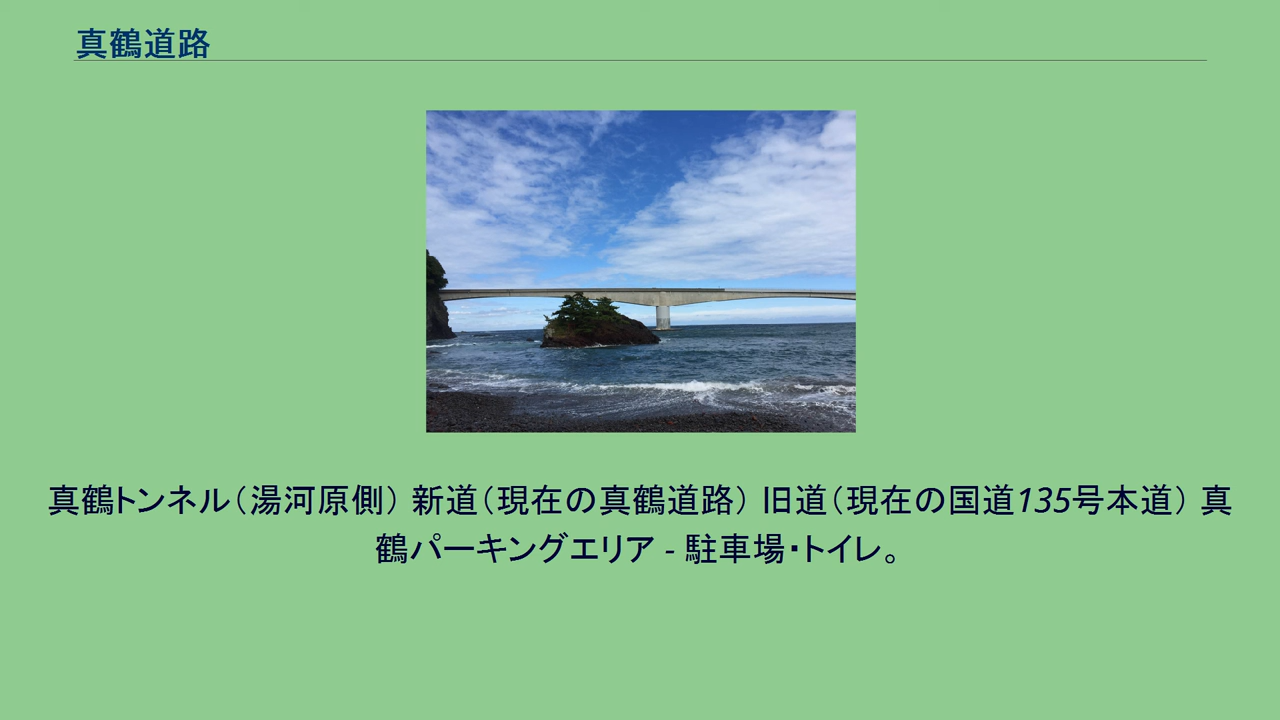 真鶴道路
真鶴トンネル（湯河原側） 新道（現在の真鶴道路） 旧道（現在の国道135号本道） 真
鶴パーキングエリア - 駐車場・トイレ。